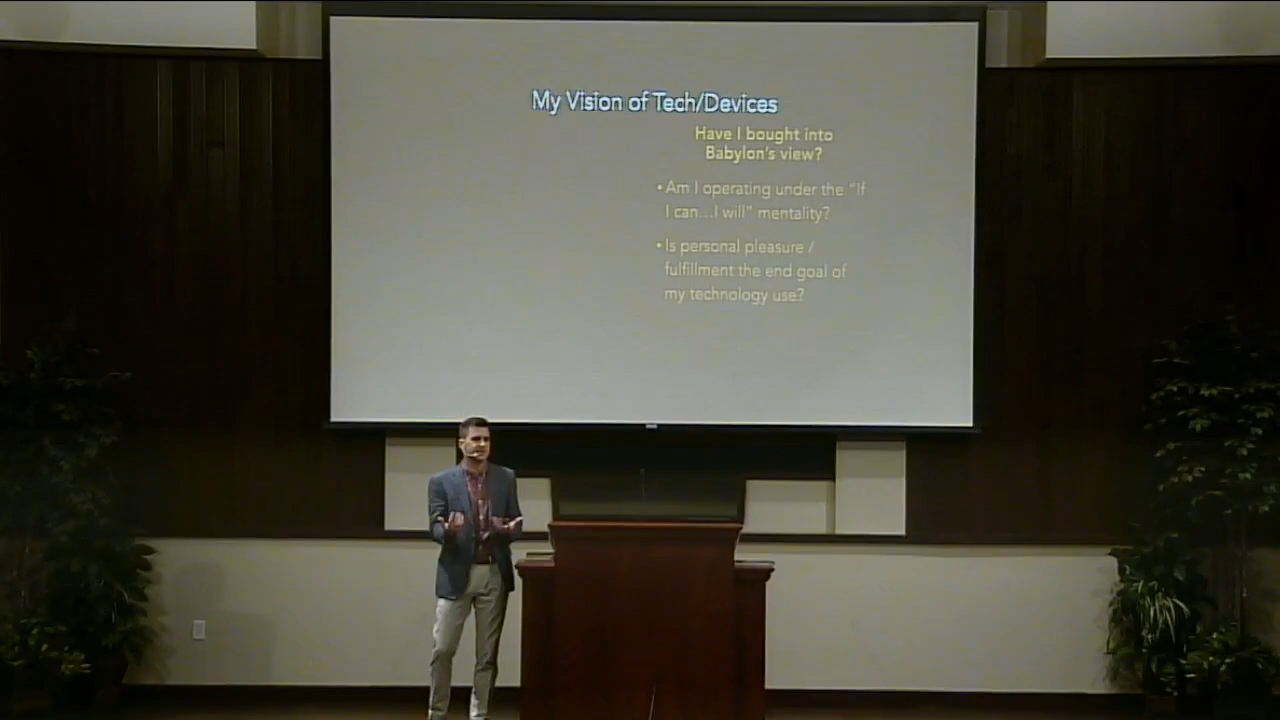 My Vision of Tech/Devices
Have I bought into
Babylon's view?
• Am I operating under the "If
I can...I will" mentality?
• Is personal pleasure /
fulfillment the end goal of
my technology use?